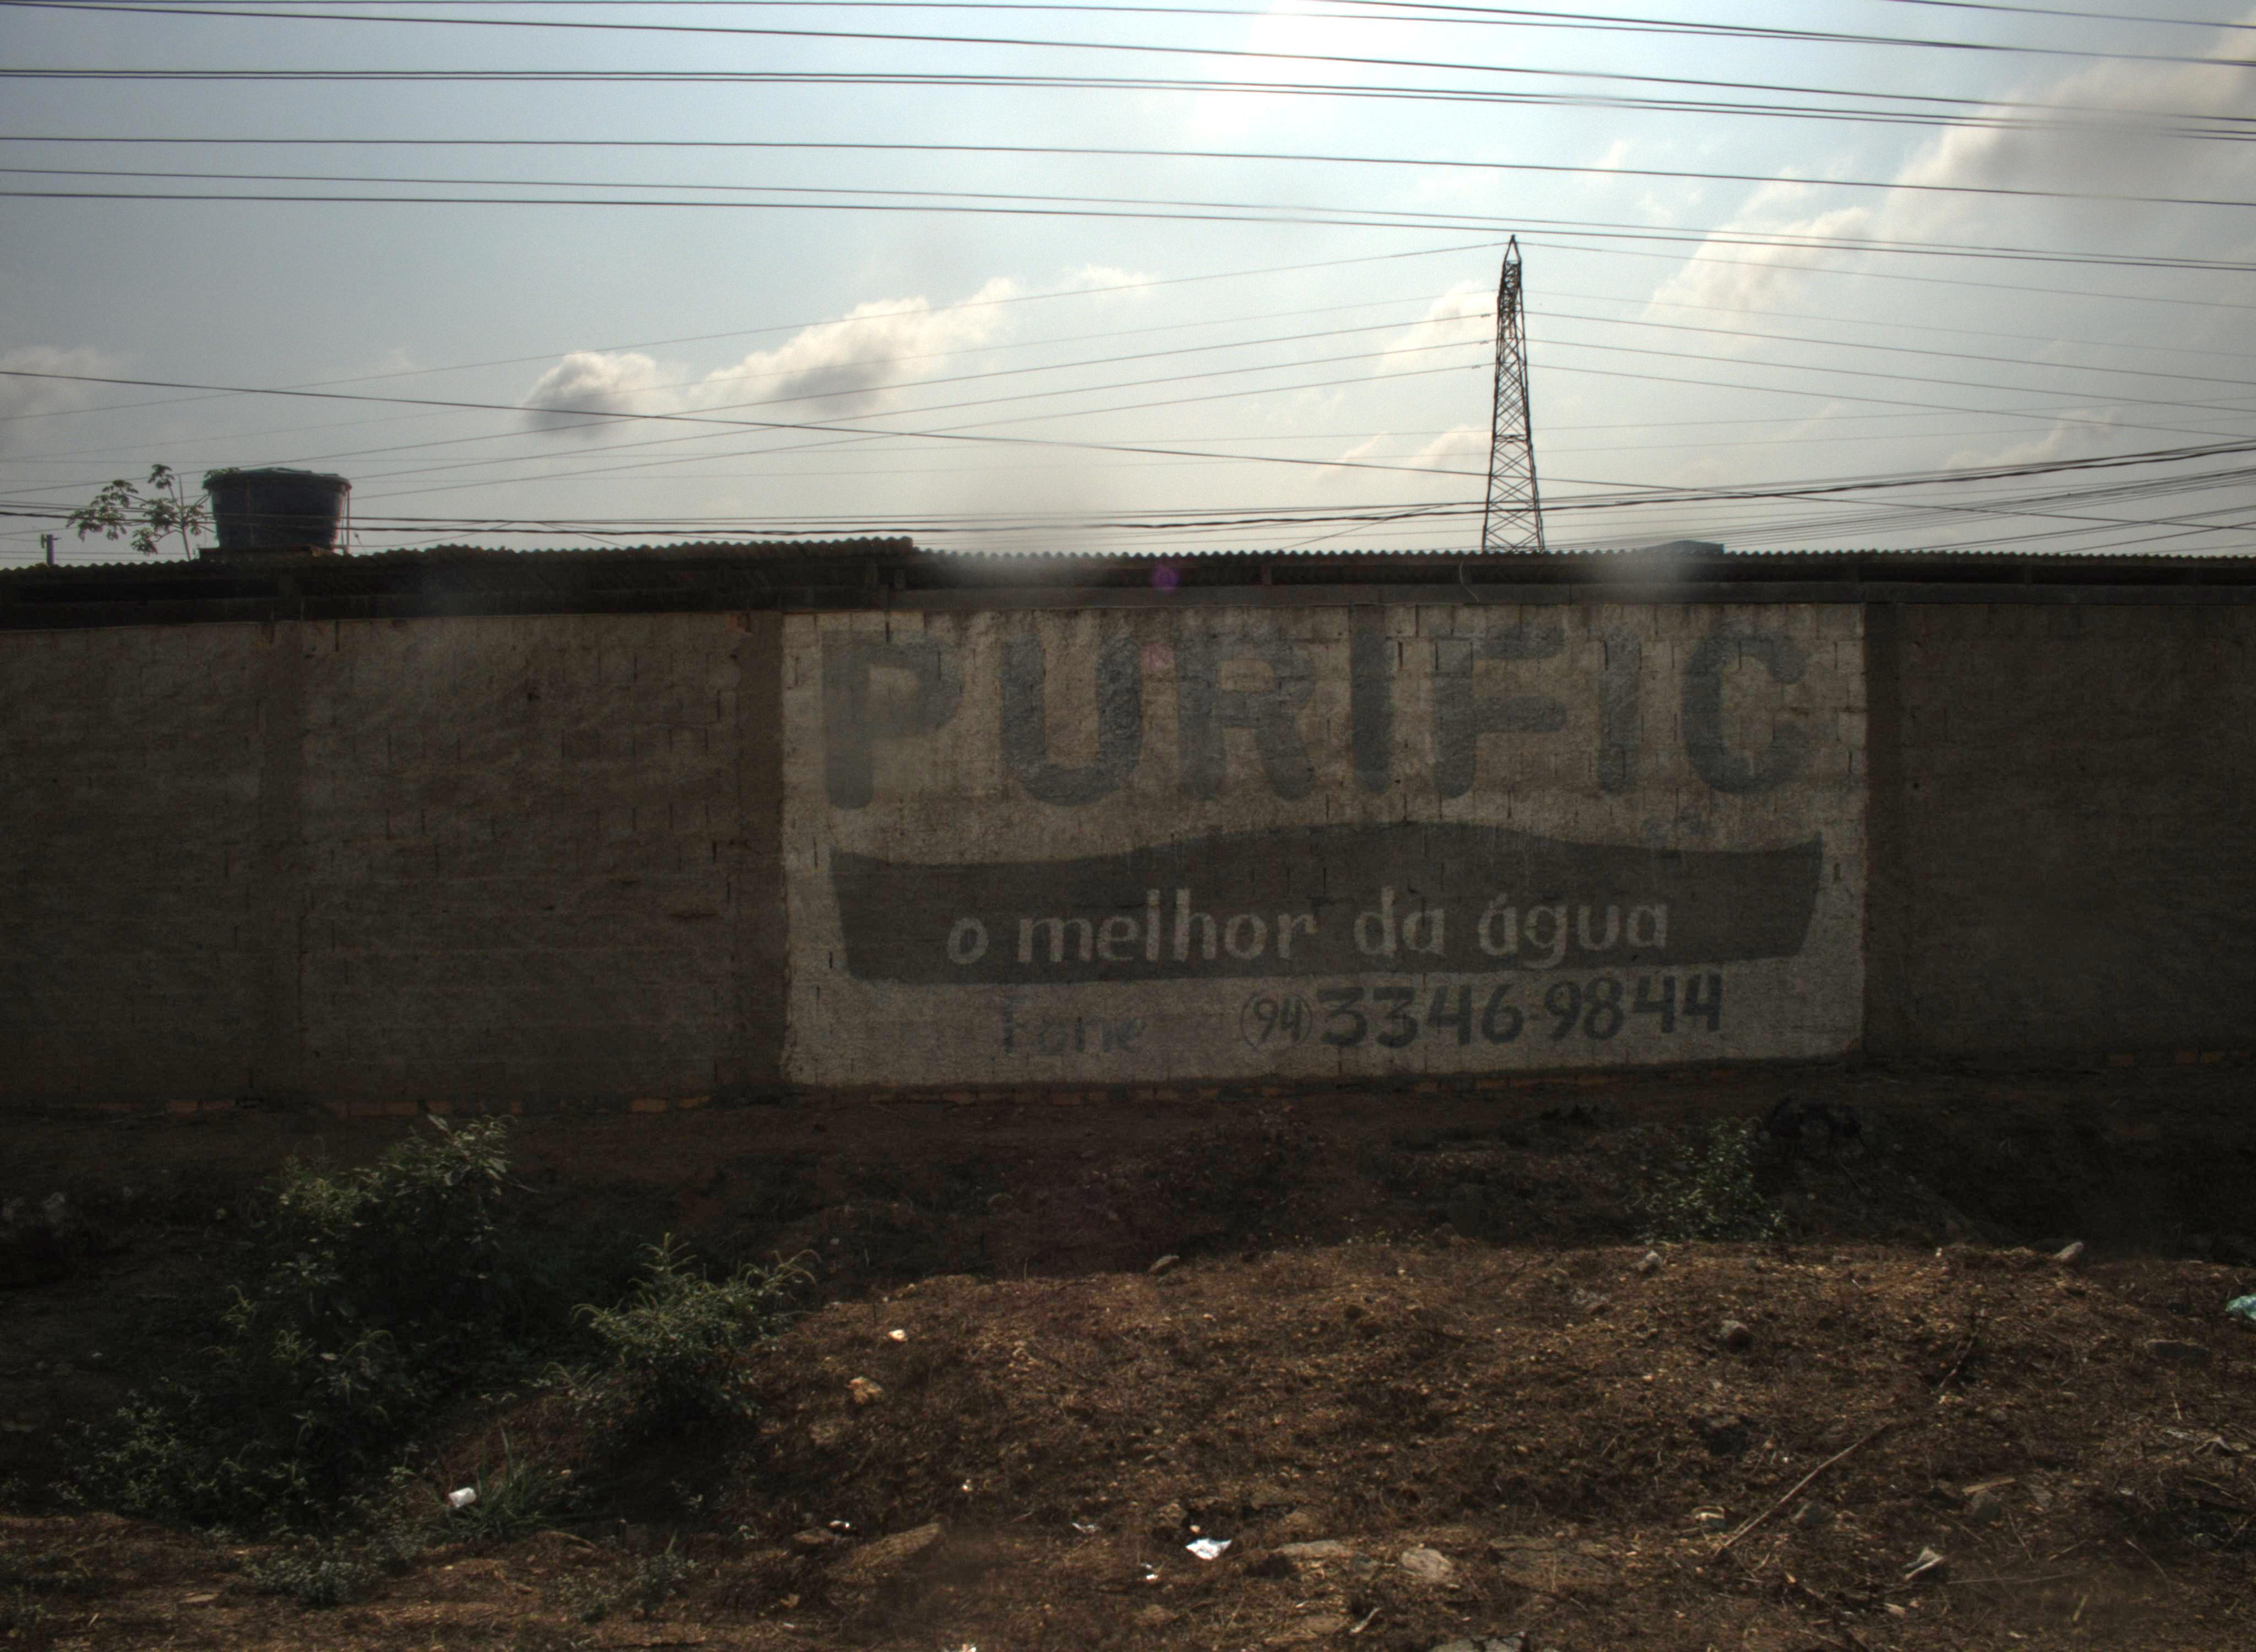 PURIFIC
o melhor da água
Fone (94) 3346-9844